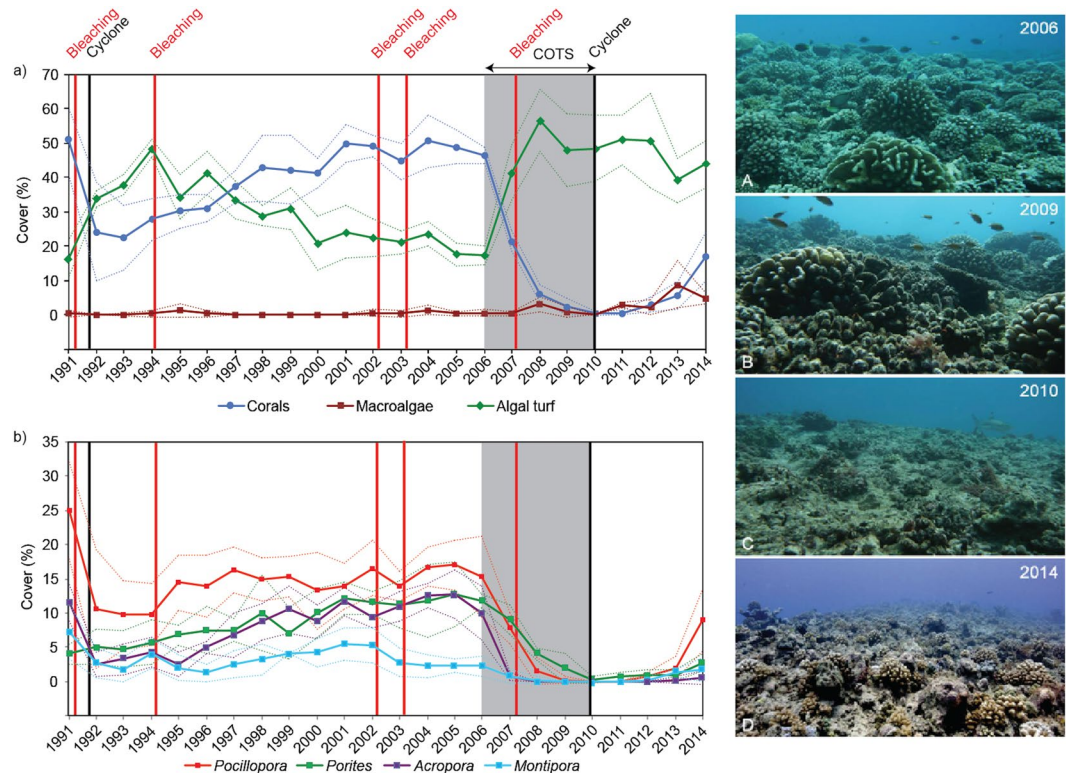 Bleaching
Cyclone
Bleaching
Bleaching
Bleaching
Bleaching
Cyclone
COTS
a)
Cover (%)
70
60
50
40
30
20
10
0
1991 1992 1993 1994 1995 1996 1997 1998 1999 2000 2001 2002 2003 2004 2005 2006 2007 2008 2009 2010 2011 2012 2013 2014
Corals Macroalgae Algal turf
b)
Cover (%)
35
30
25
20
15
10
5
0
1991 1992 1993 1994 1995 1996 1997 1998 1999 2000 2001 2002 2003 2004 2005 2006 2007 2008 2009 2010 2011 2012 2013 2014
Pocillopora Porites Acropora Montipora
2006
A
2009
B
2010
C
2014
D